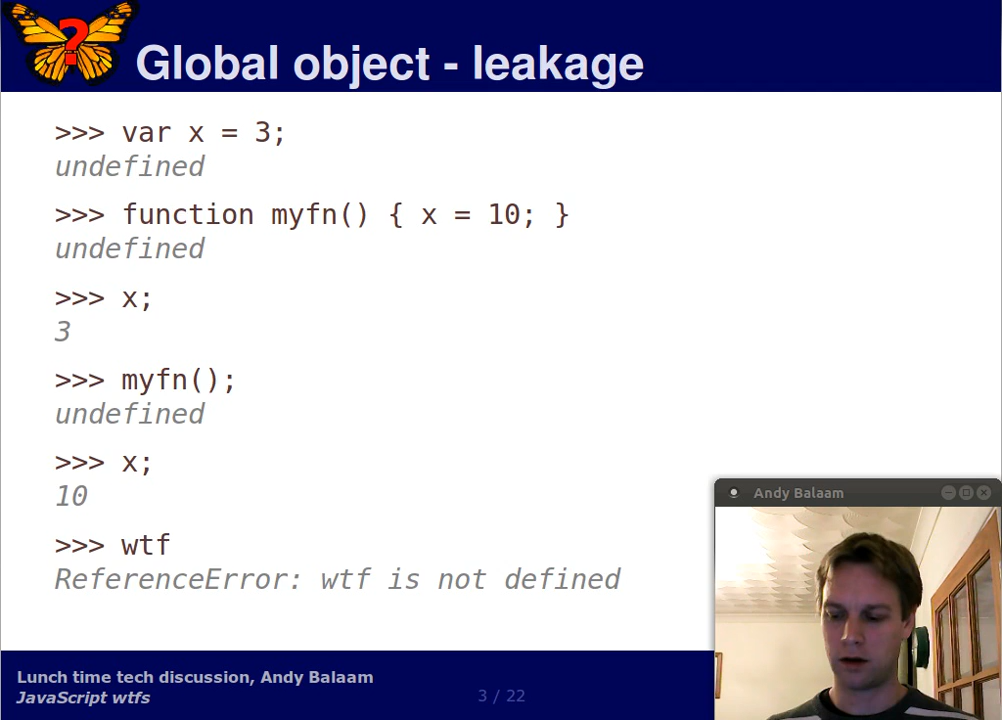 ?
Global object - leakage
>>> var x = 3;
undefined
>>> function myfn() { x = 10; }
undefined
>>> x;
3
>>> myfn();
undefined
>>> x;
10
>>> wtf
ReferenceError: wtf is not defined
Andy Balaam
Lunch time tech discussion, Andy Balaam
JavaScript wtfs
3 / 22